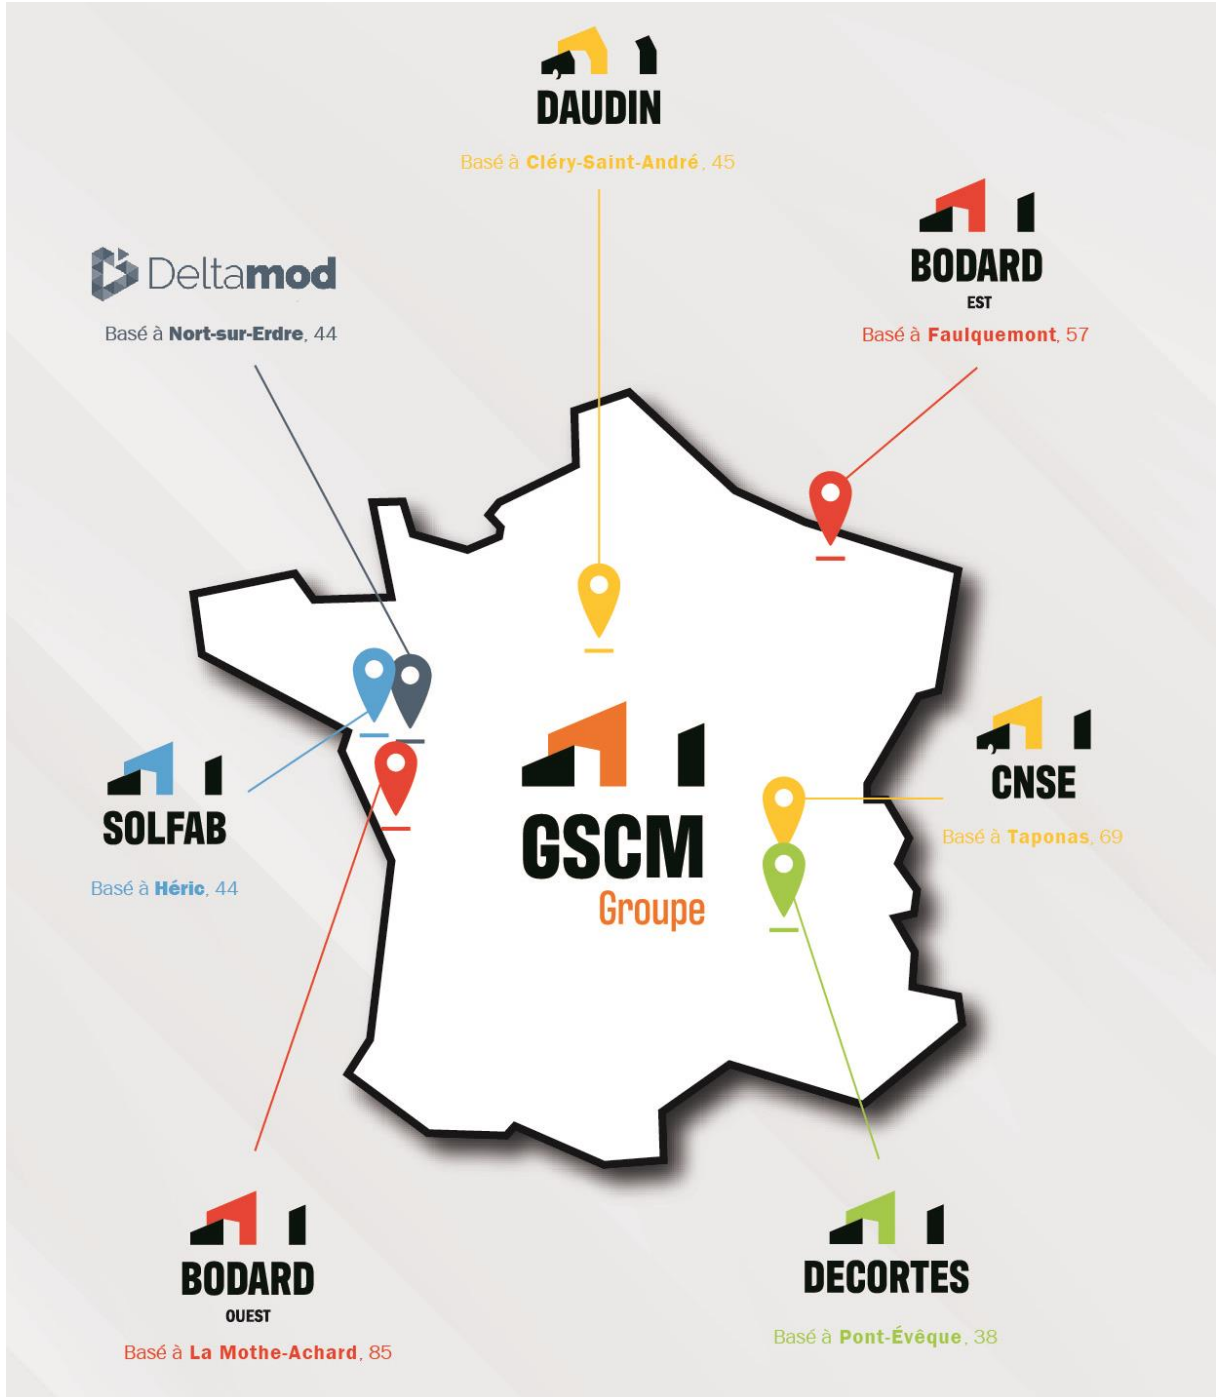 DAUDIN
Basé à Cléry-Saint-André, 45
BODARD
EST
Basé à Faulquemont, 57
Deltamod
Basé à Nort-sur-Erdre, 44
CNSE
Basé à Taponas, 69
SOLFAB
Basé à Héric, 44
GSCM
Groupe
BODARD
OUEST
Basé à La Mothe-Achard, 85
DECORTES
Basé à Pont-Évêque, 38